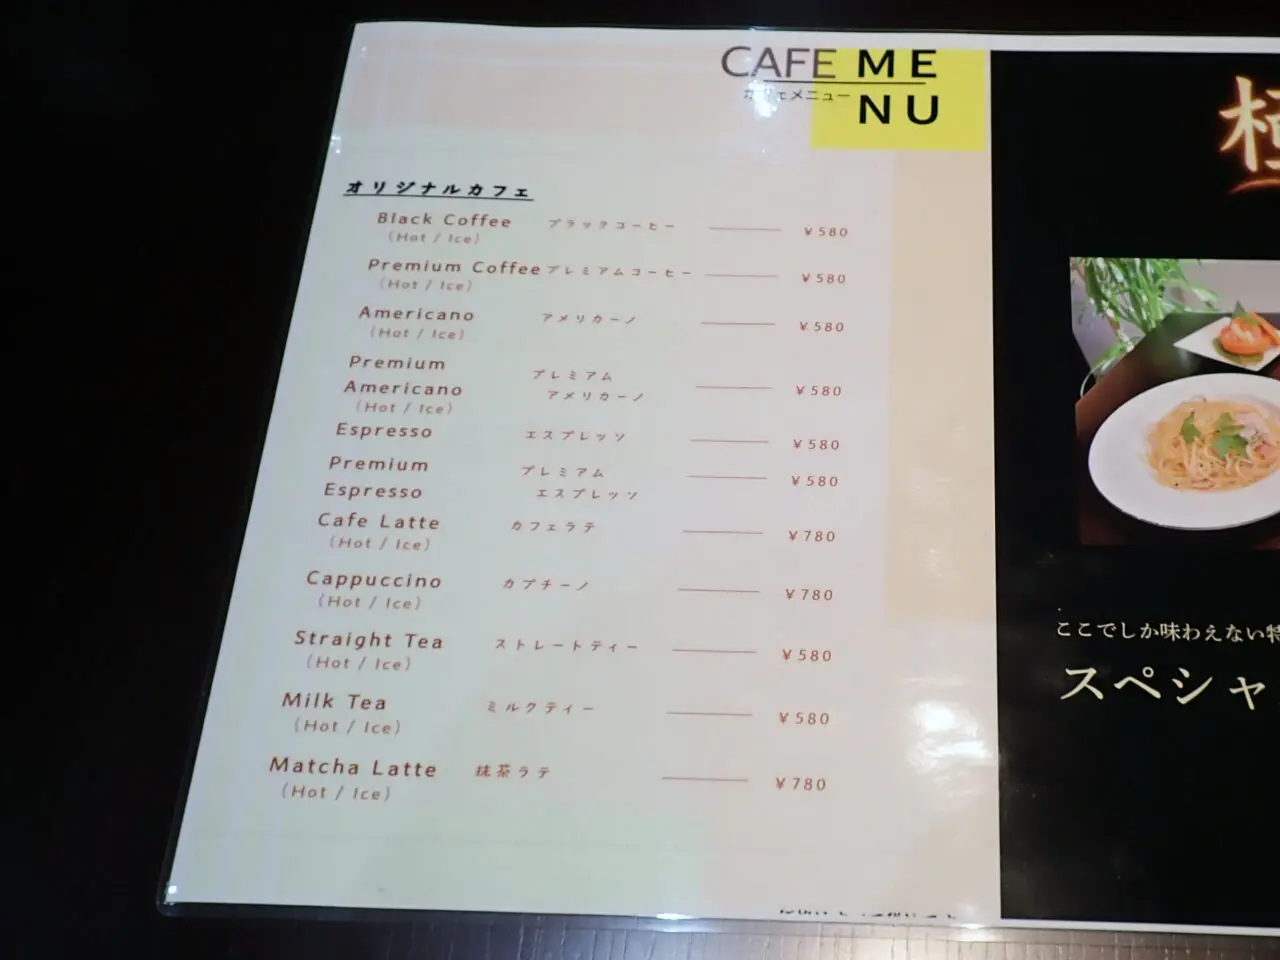 CAFE MENU
カフェメニュー
オリジナルカフェ
Black Coffee ブラックコーヒー ¥580
(Hot / Ice)
Premium Coffee プレミアムコーヒー ¥580
(Hot / Ice)
Americano アメリカーノ ¥580
(Hot / Ice)
Premium プレミアム
Americano アメリカーノ ¥580
(Hot / Ice)
Espresso エスプレッソ ¥580
Premium プレミアム ¥580
Espresso エスプレッソ
Cafe Latte カフェラテ ¥780
(Hot / Ice)
Cappuccino カプチーノ ¥780
(Hot / Ice)
Straight Tea ストレートティー ¥580
(Hot / Ice)
Milk Tea ミルクティー ¥580
(Hot / Ice)
Matcha Latte 抹茶ラテ ¥780
(Hot / Ice)
ここでしか味わえない特
スペシャ